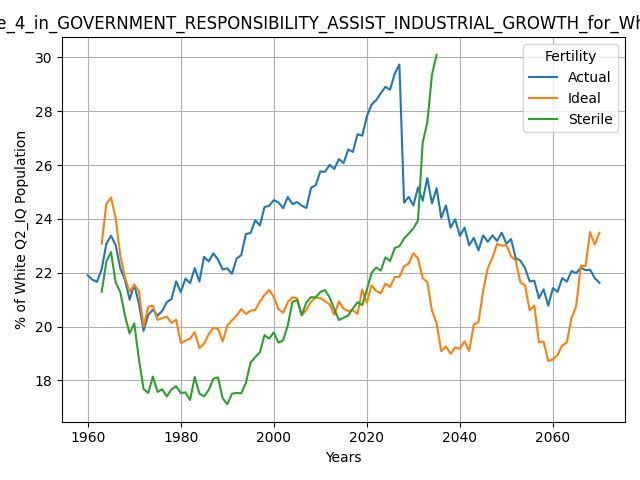 e_4_in_GOVERNMENT_RESPONSIBILITY_ASSIST_INDUSTRIAL_GROWTH_for_Wh
Fertility
Actual
Ideal
Sterile
% of White Q2_IQ Population
30
28
26
24
22
20
18
1960
1980
2000
2020
2040
2060
Years